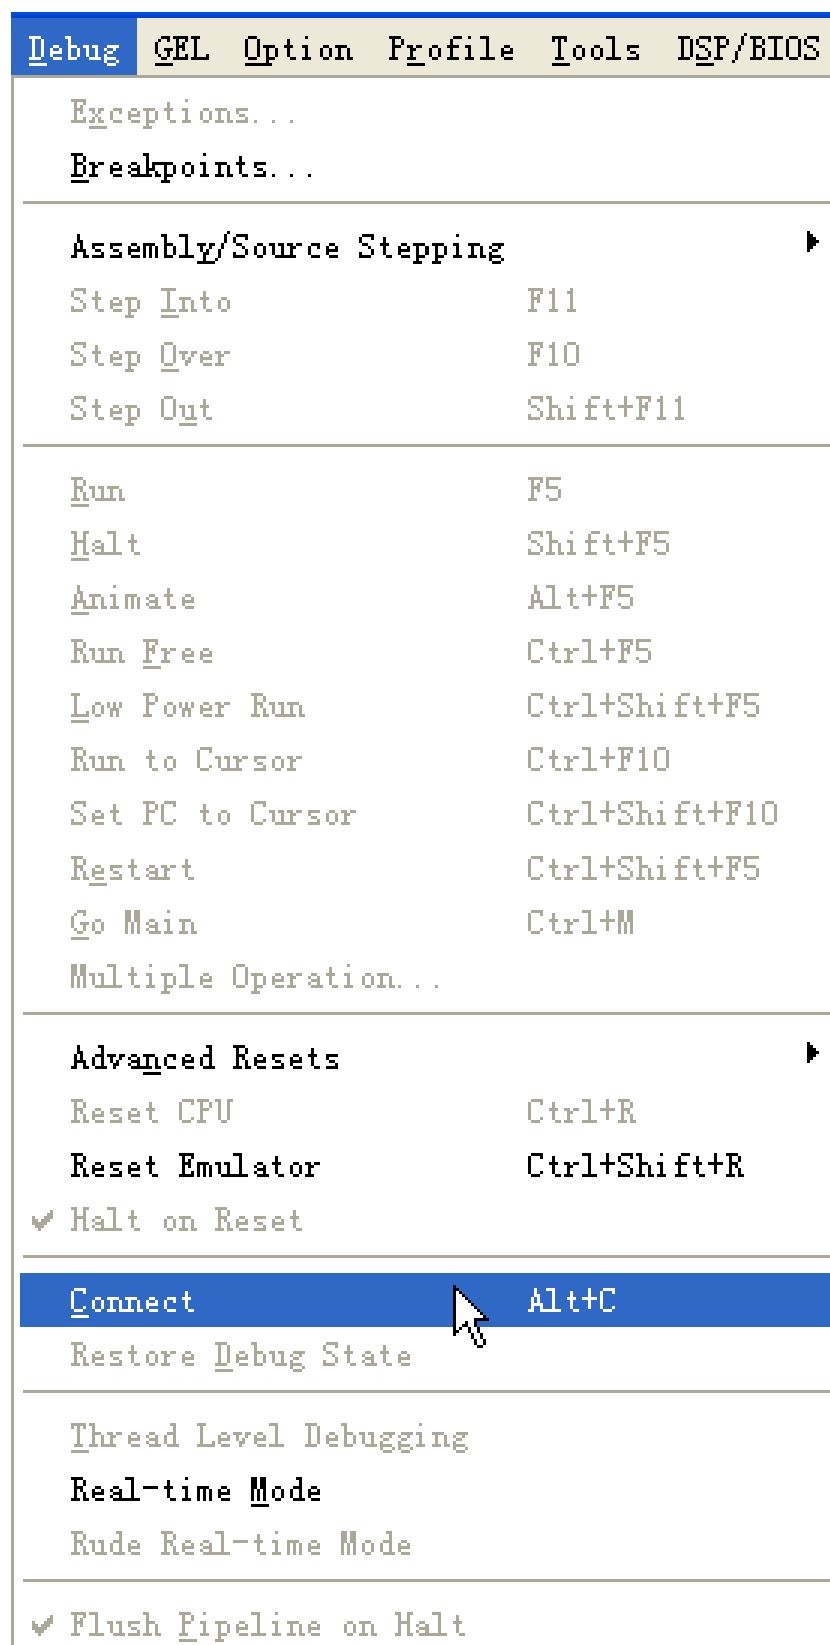 Debug GEL Option Profile Tools DSP/BIOS
Exceptions...
Breakpoints...
Assembly/Source Stepping
Step Into F11
Step Over F10
Step Out Shift+F11
Run F5
Halt Shift+F5
Animate Alt+F5
Run Free Ctrl+F5
Low Power Run Ctrl+Shift+F5
Run to Cursor Ctrl+F10
Set PC to Cursor Ctrl+Shift+F10
Restart Ctrl+Shift+F5
Go Main Ctrl+M
Multiple Operation...
Advanced Resets
Reset CPU Ctrl+R
Reset Emulator Ctrl+Shift+R
Halt on Reset
Connect Alt+C
Restore Debug State
Thread Level Debugging
Real-time Mode
Rude Real-time Mode
Flush Pipeline on Halt